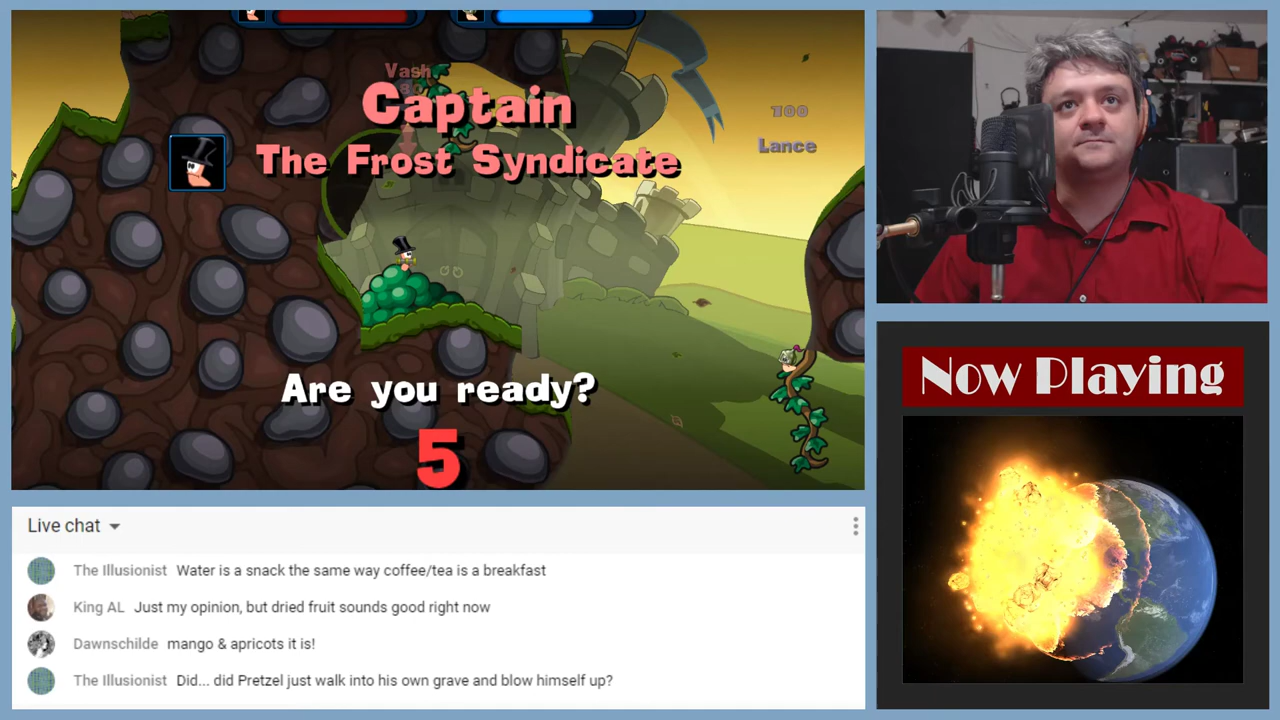 Vash
80
Captain
The Frost Syndicate
100
Lance
Are you ready?
5
Live chat
The Illusionist Water is a snack the same way coffee/tea is a breakfast
King AL Just my opinion, but dried fruit sounds good right now
Dawnschilde mango & apricots it is!
The Illusionist Did... did Pretzel just walk into his own grave and blow himself up?
Now Playing